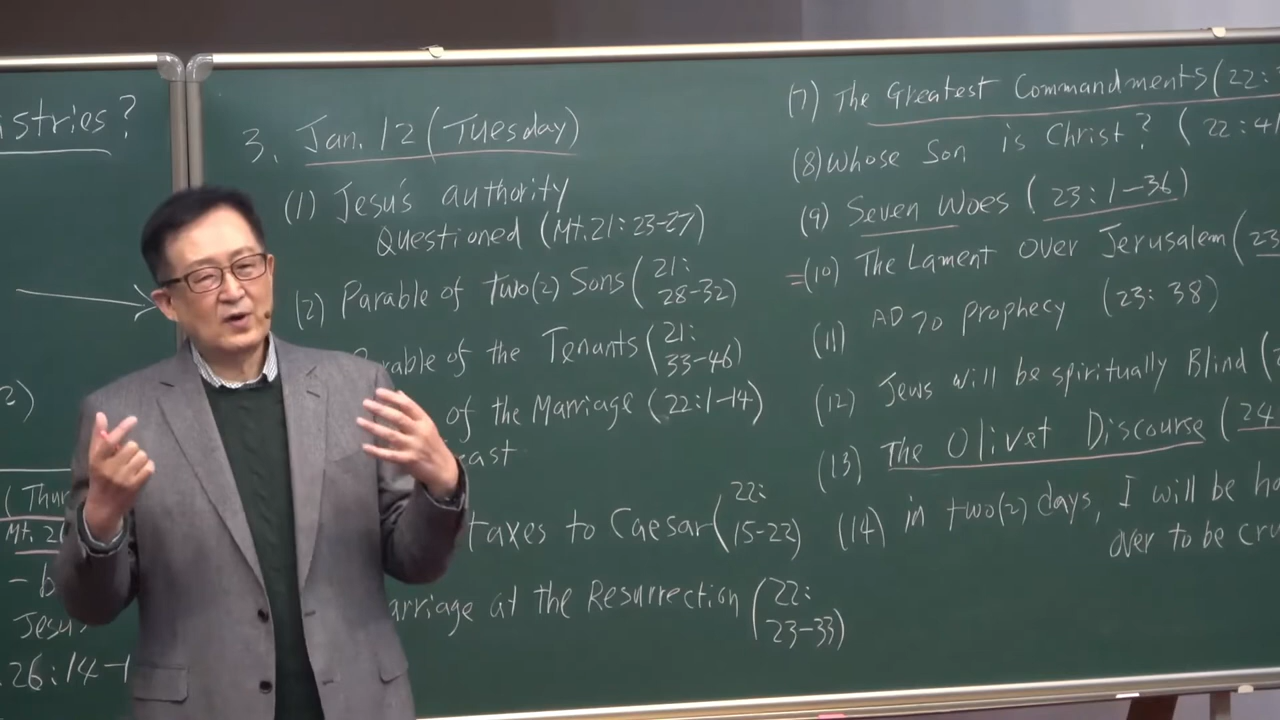 istries?
2)
(Thur
Mt. 26
- b
Jesus
.26:14-1
3. Jan. 12 (Tuesday)
(1) Jesus's authority
Questioned (Mt. 21: 23-27)
(2) Parable of two(2) Sons (21:
28-32)
Parable of the Tenants (21:
33-46)
of the Marriage (22:1-14)
east
taxes to Caesar (22:
15-22)
arriage at the Resurrection (22:
23-33)
(7) The Greatest Commandments (22:
(8) Whose Son is Christ? (22:41
(9) Seven Woes (23:1-36)
=(10) The Lament over Jerusalem (23
(11) AD 70 prophecy (23:38)
(12) Jews will be spiritually Blind (
(13) The Olivet Discourse (24
(14) in two(2) days, I will be ha
over to be cru